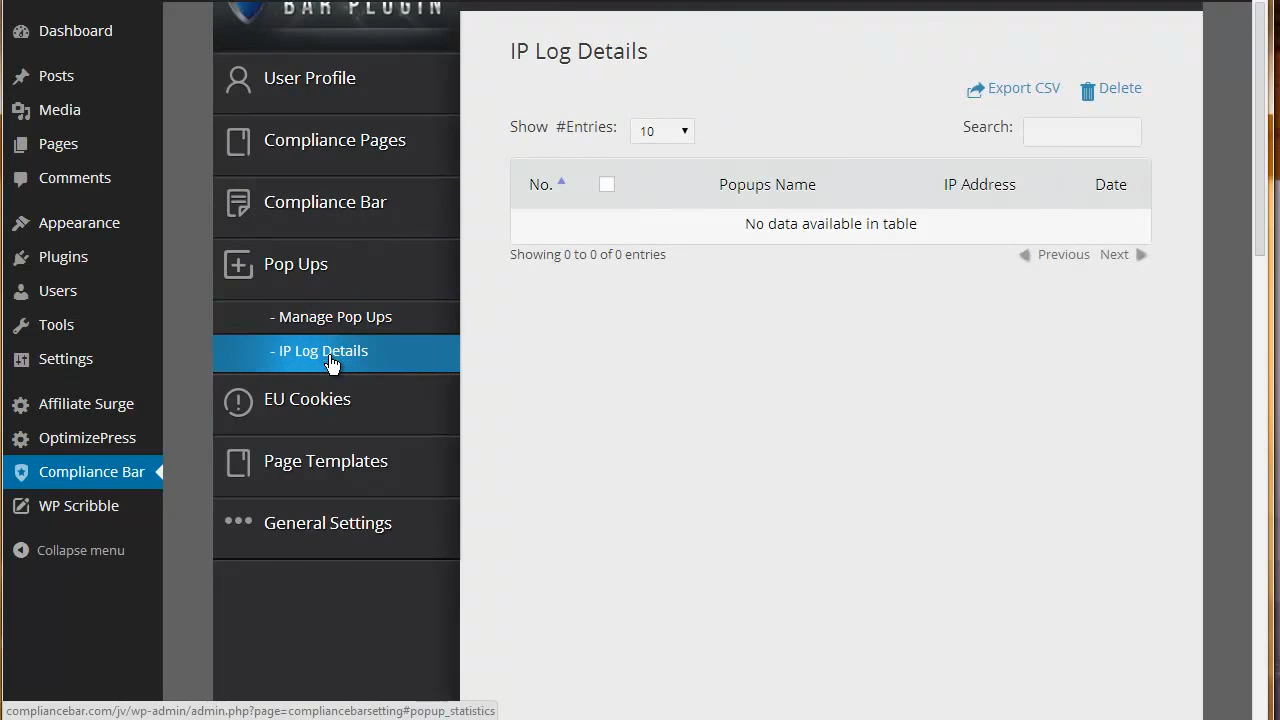 Dashboard
Posts
Media
Pages
Comments
Appearance
Plugins
Users
Tools
Settings
Affiliate Surge
OptimizePress
Compliance Bar
WP Scribble
Collapse menu
BAR PLUGIN
User Profile
Compliance Pages
Compliance Bar
Pop Ups
- Manage Pop Ups
- IP Log Details
EU Cookies
Page Templates
General Settings
IP Log Details
Export CSV Delete
Show #Entries: 10 Search:
No. Popups Name IP Address Date
No data available in table
Showing 0 to 0 of 0 entries Previous Next
compliancebar.com/jv/wp-admin/admin.php?page=compliancebarsetting#popup_statistics